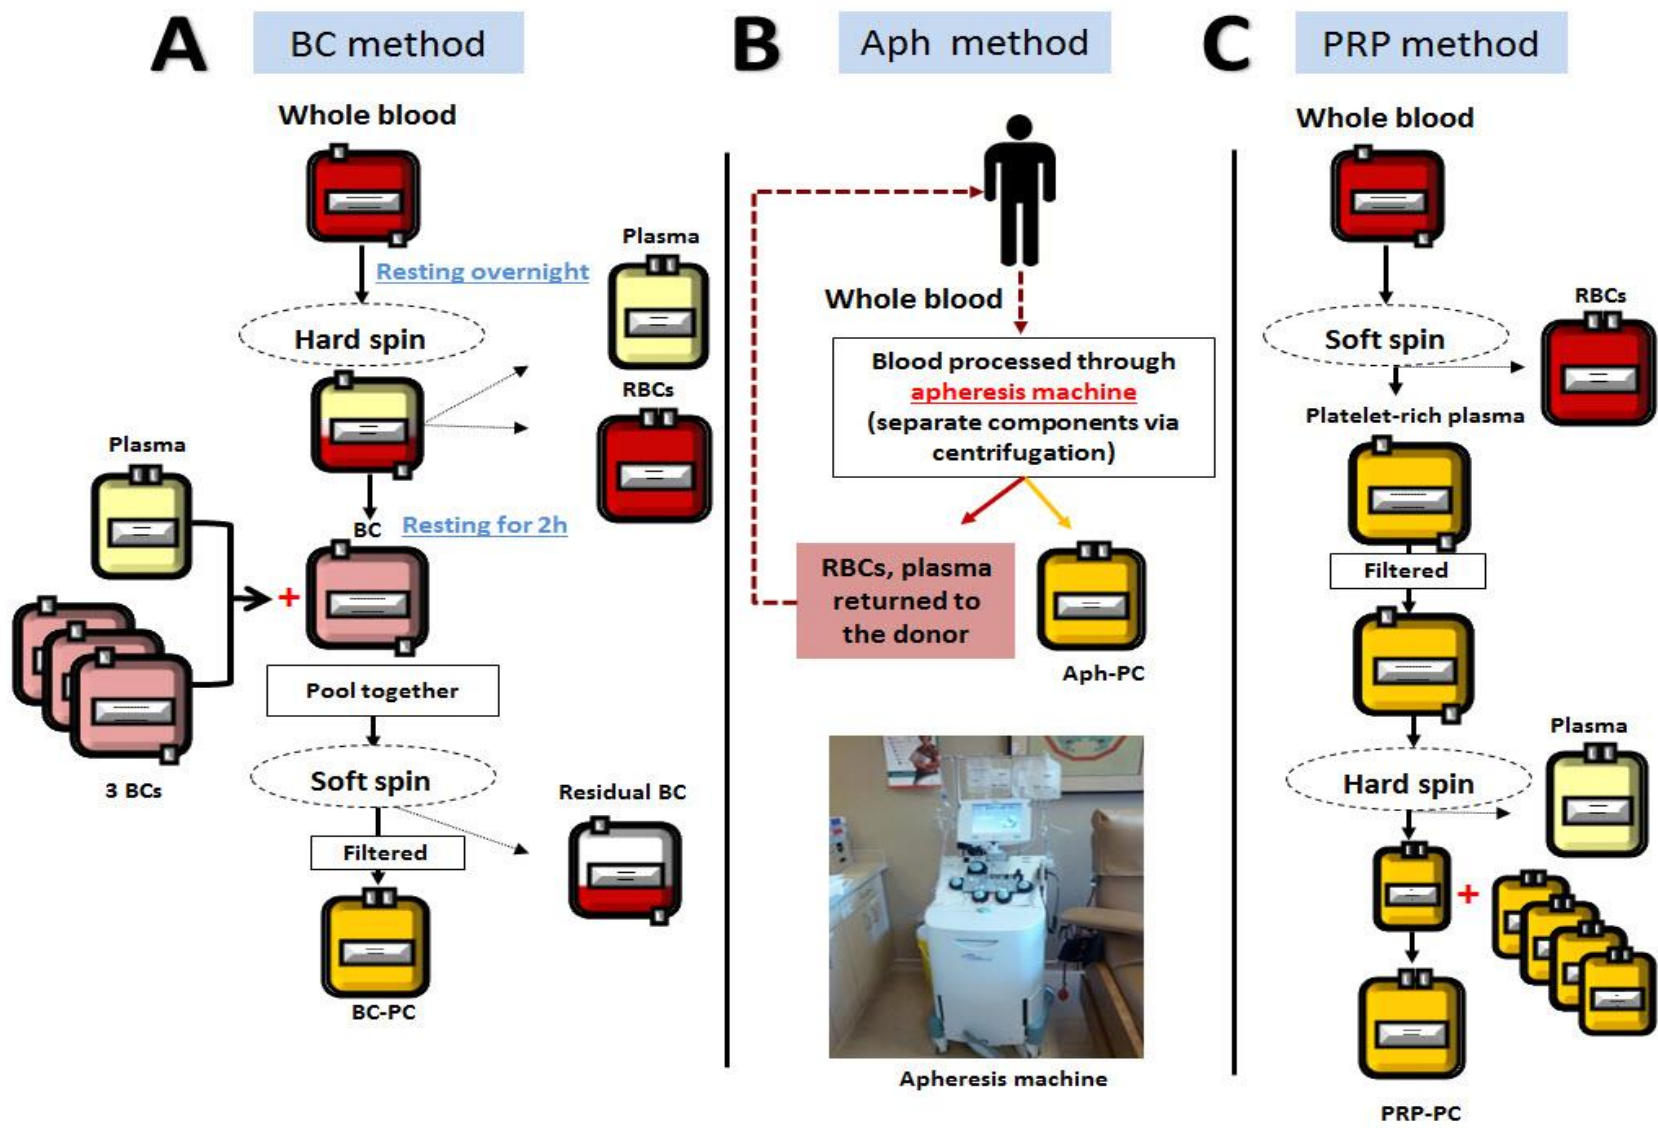 A
BC method
Whole blood
Resting overnight
Hard spin
Plasma
RBCs
Plasma
BC
Resting for 2h
+
3 BCs
Pool together
Soft spin
Residual BC
Filtered
BC-PC
B
Aph method
Whole blood
Blood processed through
apheresis machine
(separate components via
centrifugation)
RBCs, plasma
returned to
the donor
Aph-PC
Apheresis machine
C
PRP method
Whole blood
Soft spin
RBCs
Platelet-rich plasma
Filtered
Plasma
Hard spin
+
PRP-PC